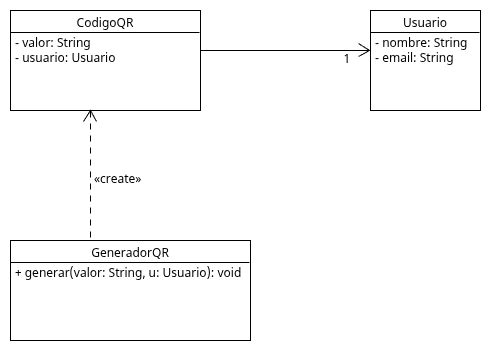 CodigoQR
- valor: String
- usuario: Usuario
Usuario
- nombre: String
- email: String
1
«create»
GeneradorQR
+ generar(valor: String, u: Usuario): void